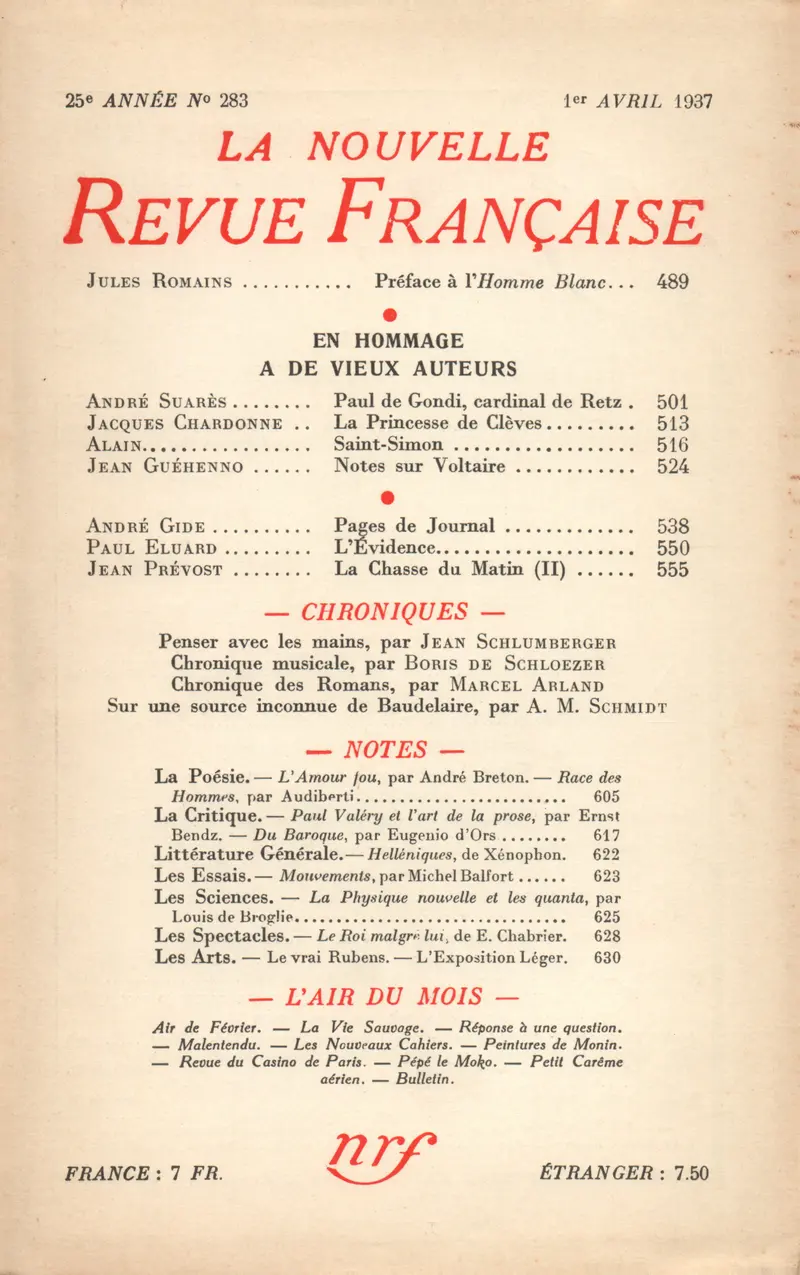 25e ANNÉE No 283
1er AVRIL 1937
LA NOUVELLE
REVUE FRANÇAISE
JULES ROMAINS ........... Préface à l'Homme Blanc... 489
EN HOMMAGE
A DE VIEUX AUTEURS
ANDRÉ SUARÈS ........ Paul de Gondi, cardinal de Retz . 501
JACQUES CHARDONNE .. La Princesse de Clèves ......... 513
ALAIN................. Saint-Simon .................. 516
JEAN GUÉHENNO ...... Notes sur Voltaire ............ 524
ANDRÉ GIDE .......... Pages de Journal ............. 538
PAUL ELUARD ......... L'Évidence.................... 550
JEAN PRÉVOST ........ La Chasse du Matin (II) ...... 555
— CHRONIQUES —
Penser avec les mains, par JEAN SCHLUMBERGER
Chronique musicale, par BORIS DE SCHLOEZER
Chronique des Romans, par MARCEL ARLAND
Sur une source inconnue de Baudelaire, par A. M. SCHMIDT
— NOTES —
La Poésie. — L'Amour fou, par André Breton. — Race des
Hommes, par Audiberti......................... 605
La Critique. — Paul Valéry et l'art de la prose, par Ernst
Bendz. — Du Baroque, par Eugenio d'Ors ........ 617
Littérature Générale. — Helléniques, de Xénophon. 622
Les Essais. — Mouvements, par Michel Balfort ...... 623
Les Sciences. — La Physique nouvelle et les quanta, par
Louis de Broglie................................ 625
Les Spectacles. — Le Roi malgré lui, de E. Chabrier. 628
Les Arts. — Le vrai Rubens. — L'Exposition Léger. 630
— L'AIR DU MOIS —
Air de Février. — La Vie Sauvage. — Réponse à une question.
— Malentendu. — Les Nouveaux Cahiers. — Peintures de Monin.
— Revue du Casino de Paris. — Pépé le Moko. — Petit Carême
aérien. — Bulletin.
nrf
FRANCE : 7 FR.
ÉTRANGER : 7.50